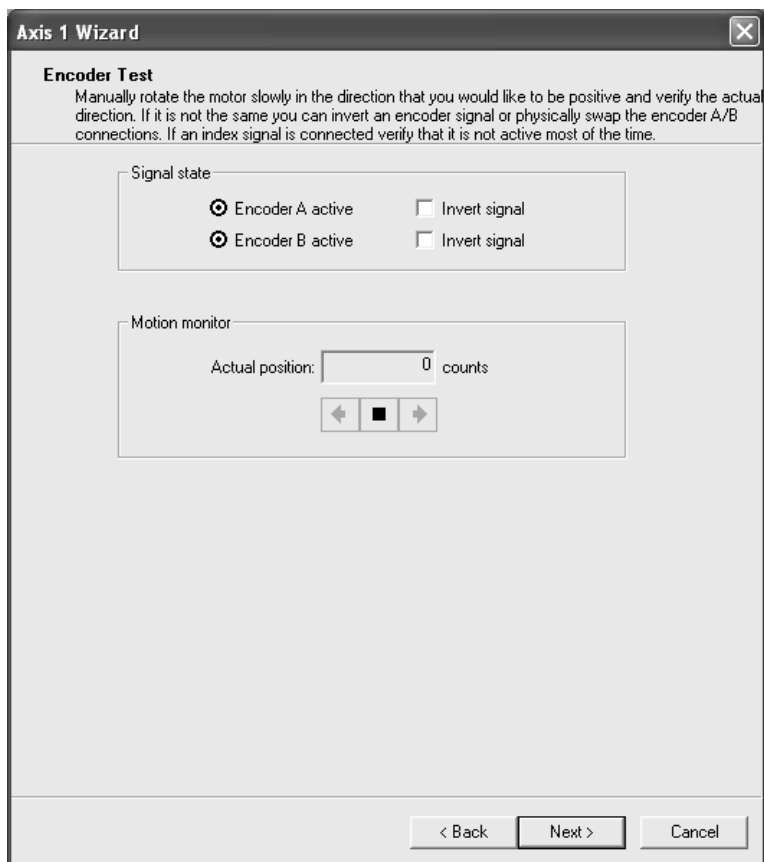 Axis 1 Wizard
Encoder Test
Manually rotate the motor slowly in the direction that you would like to be positive and verify the actual
direction. If it is not the same you can invert an encoder signal or physically swap the encoder A/B
connections. If an index signal is connected verify that it is not active most of the time.
Signal state
Encoder A active Invert signal
Encoder B active Invert signal
Motion monitor
Actual position: 0 counts
< Back Next > Cancel